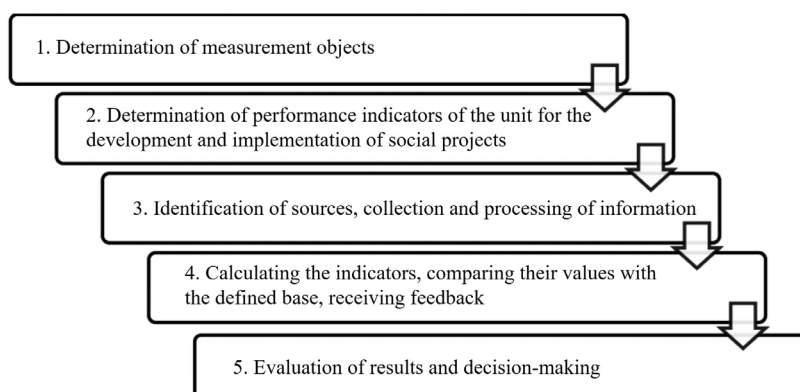 1. Determination of measurement objects
2. Determination of performance indicators of the unit for the
development and implementation of social projects
3. Identification of sources, collection and processing of information
4. Calculating the indicators, comparing their values with
the defined base, receiving feedback
5. Evaluation of results and decision-making